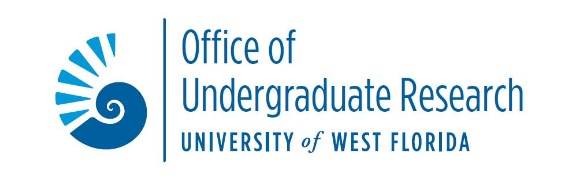 Office of
Undergraduate Research
UNIVERSITY of WEST FLORIDA